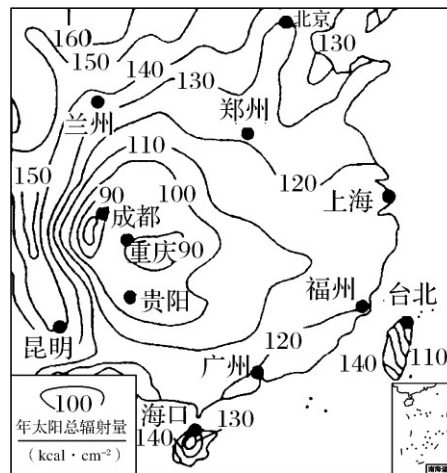 北京
160
130
150
140
130
兰州
郑州
110
150
100
120
90
成都
上海
重庆90
贵阳
福州
台北
昆明
120
广州
140
110
100
年太阳总辐射量
(kcal·cm⁻²)
海口
130
140